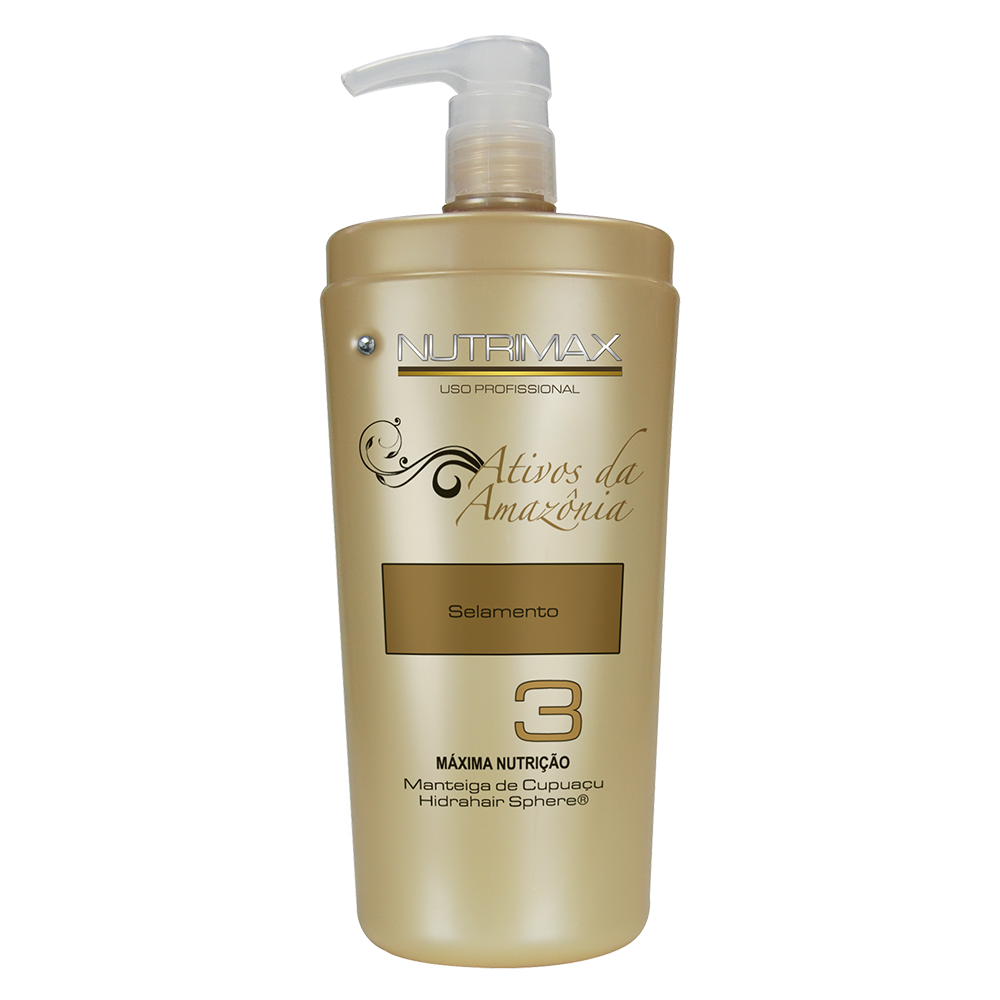 NUTRIMAX
USO PROFISSIONAL
Ativos da
Amazônia
Selamento
3
MÁXIMA NUTRIÇÃO
Manteiga de Cupuaçu
Hidrahair Sphere®